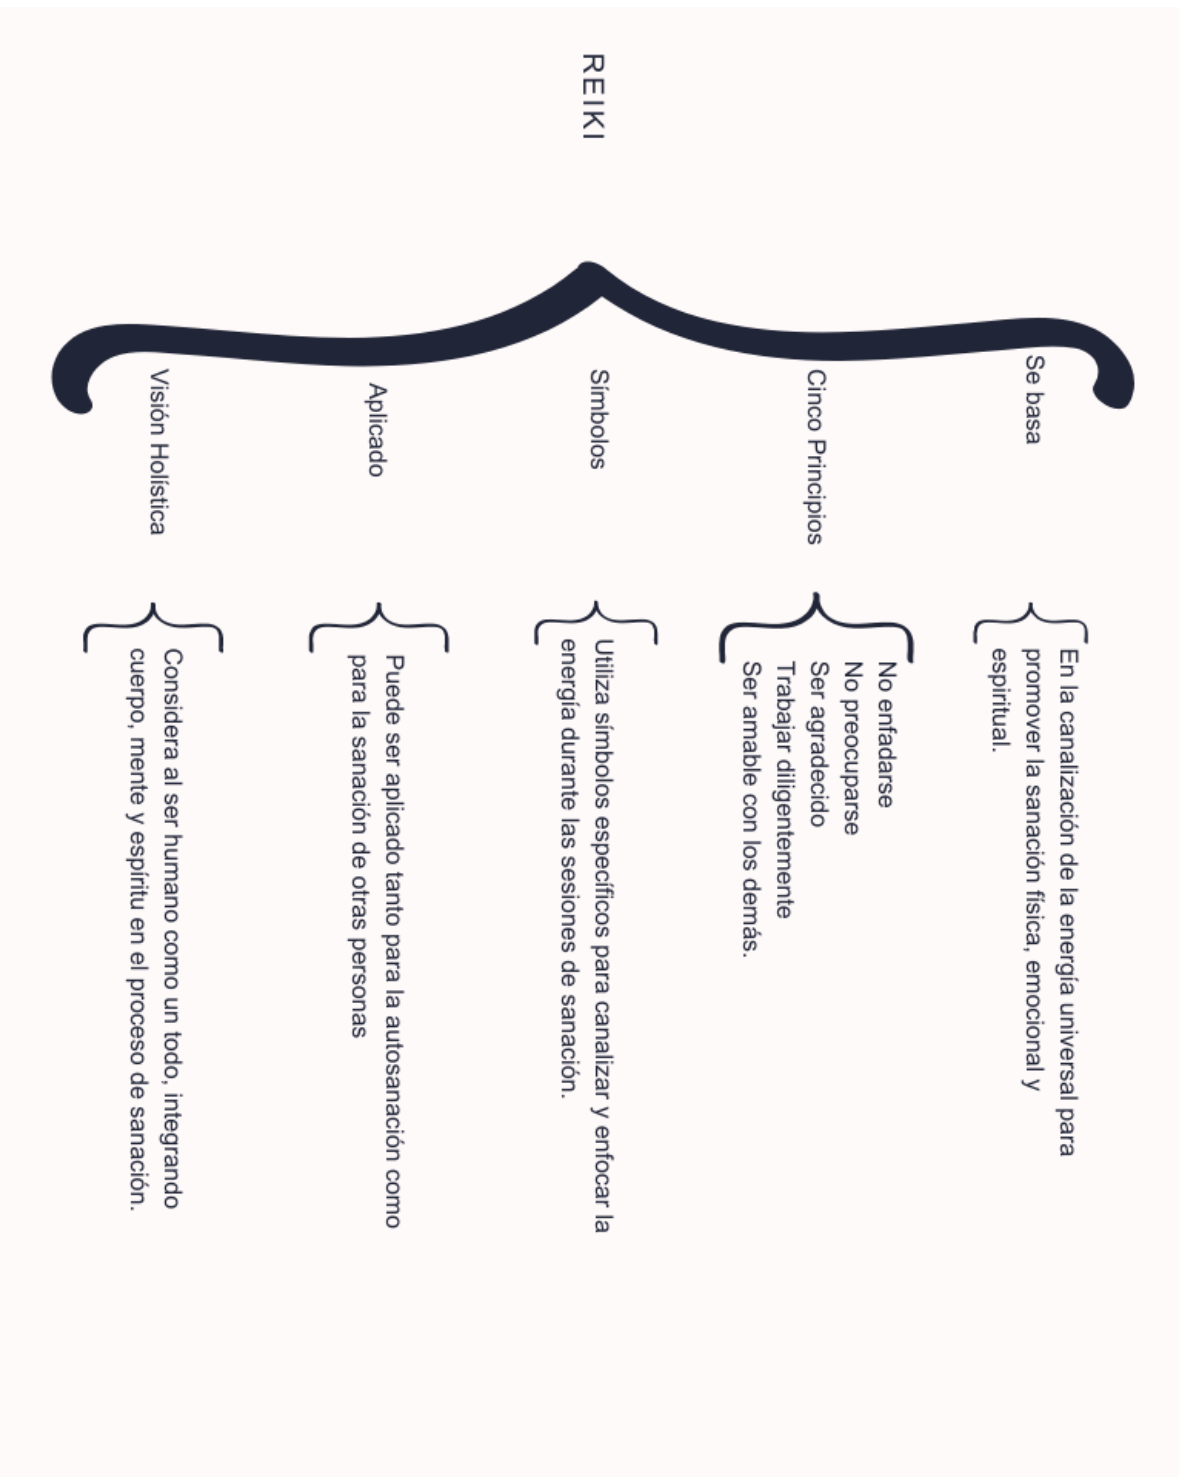 REIKI
Se basa
En la canalización de la energía universal para
promover la sanación física, emocional y
espiritual.
Cinco Principios
No enfadarse
No preocuparse
Ser agradecido
Trabajar diligentemente
Ser amable con los demás.
Símbolos
Utiliza símbolos específicos para canalizar y enfocar la
energía durante las sesiones de sanación.
Aplicado
Puede ser aplicado tanto para la autosanación como
para la sanación de otras personas
Visión Holística
Considera al ser humano como un todo, integrando
cuerpo, mente y espíritu en el proceso de sanación.